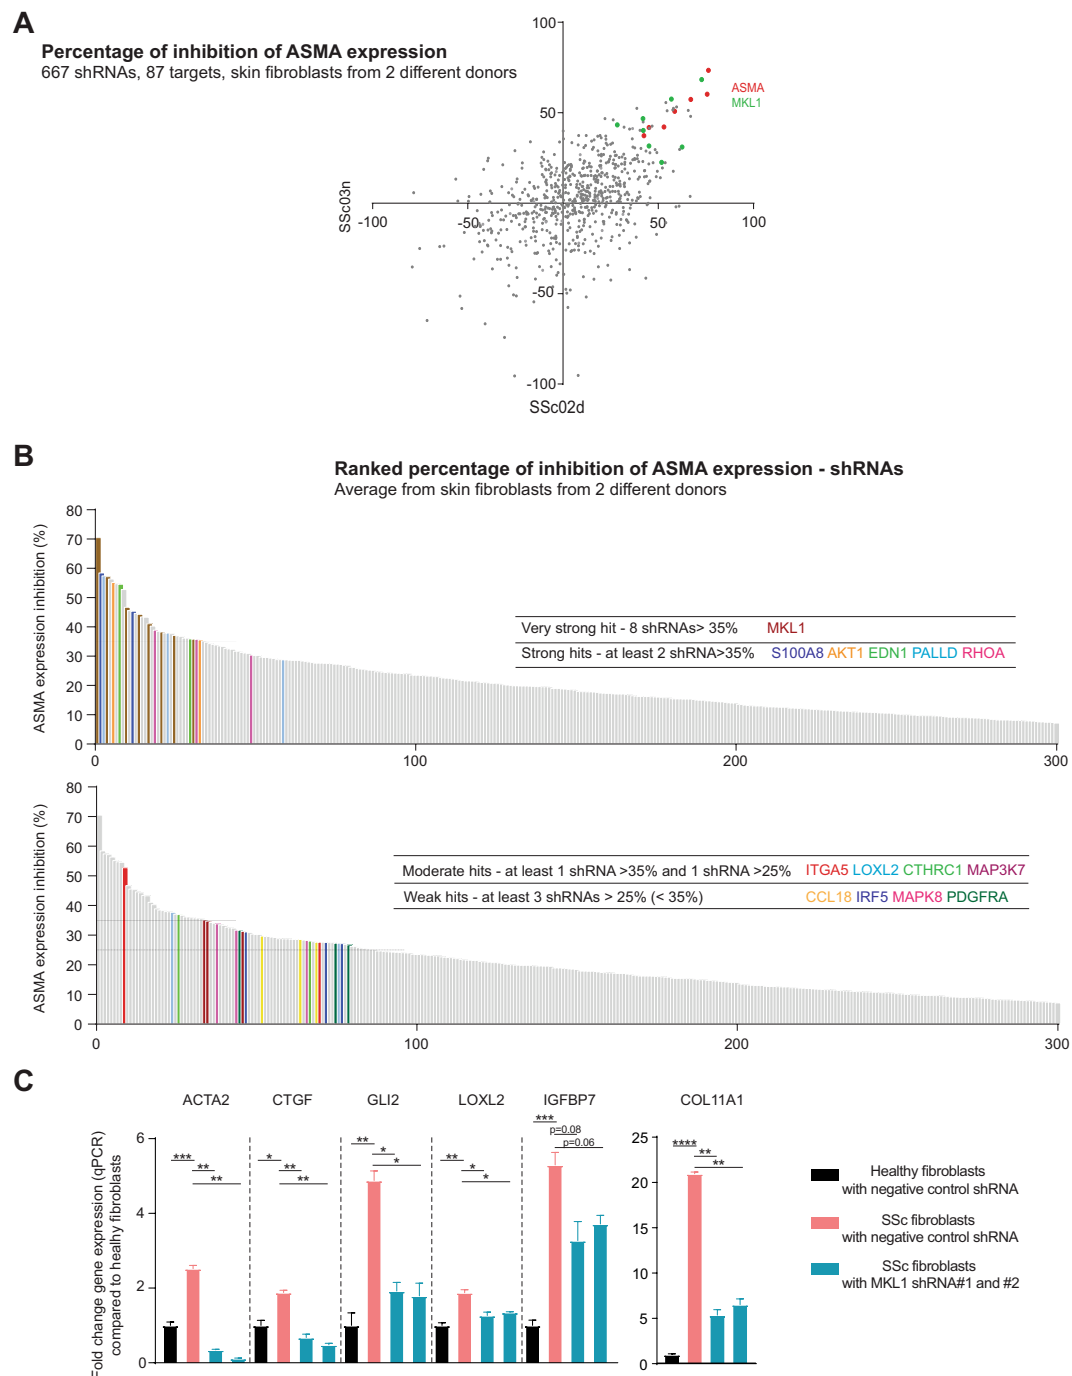 A
Percentage of inhibition of ASMA expression
667 shRNAs, 87 targets, skin fibroblasts from 2 different donors
100
50
-50
-100
-100
-50
50
100
SSc03n
SSc02d
ASMA
MKL1
B
Ranked percentage of inhibition of ASMA expression - shRNAs
Average from skin fibroblasts from 2 different donors
ASMA expression inhibition (%)
80
70
60
50
40
30
20
10
0
0
100
200
300
Very strong hit - 8 shRNAs> 35% MKL1
Strong hits - at least 2 shRNA>35% S100A8 AKT1 EDN1 PALLD RHOA
ASMA expression inhibition (%)
80
70
60
50
40
30
20
10
0
0
100
200
300
Moderate hits - at least 1 shRNA >35% and 1 shRNA >25% ITGA5 LOXL2 CTHRC1 MAP3K7
Weak hits - at least 3 shRNAs > 25% (< 35%) CCL18 IRF5 MAPK8 PDGFRA
C
Fold change gene expression (qPCR)
compared to healhy fibroblasts
ACTA2
CTGF
GLI2
LOXL2
IGFBP7
COL11A1
6
4
2
0
***
**
**
*
**
**
**
*
*
**
*
*
***
p=0.08
p=0.06
25
20
15
10
5
0
****
**
**
Healthy fibroblasts
with negative control shRNA
SSc fibroblasts
with negative control shRNA
SSc fibroblasts
with MKL1 shRNA#1 and #2